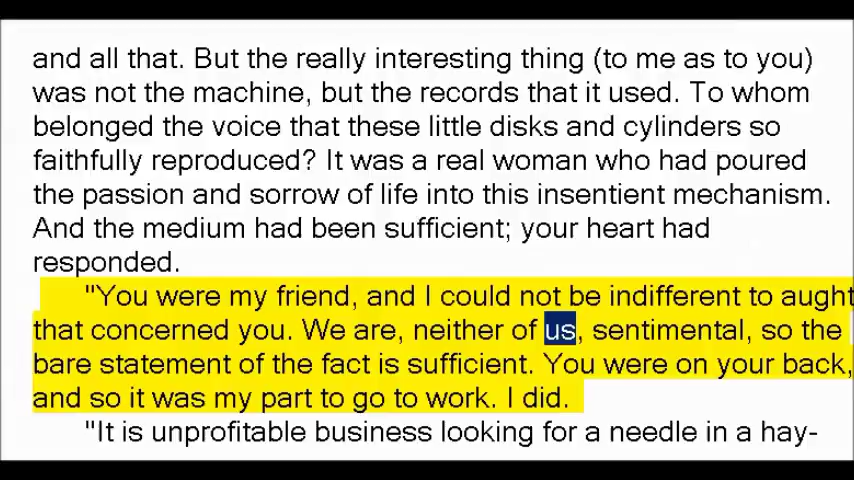 and all that. But the really interesting thing (to me as to you)
was not the machine, but the records that it used. To whom
belonged the voice that these little disks and cylinders so
faithfully reproduced? It was a real woman who had poured
the passion and sorrow of life into this insentient mechanism.
And the medium had been sufficient; your heart had
responded.
"You were my friend, and I could not be indifferent to aught
that concerned you. We are, neither of us, sentimental, so the
bare statement of the fact is sufficient. You were on your back,
and so it was my part to go to work. I did.
"It is unprofitable business looking for a needle in a hay-